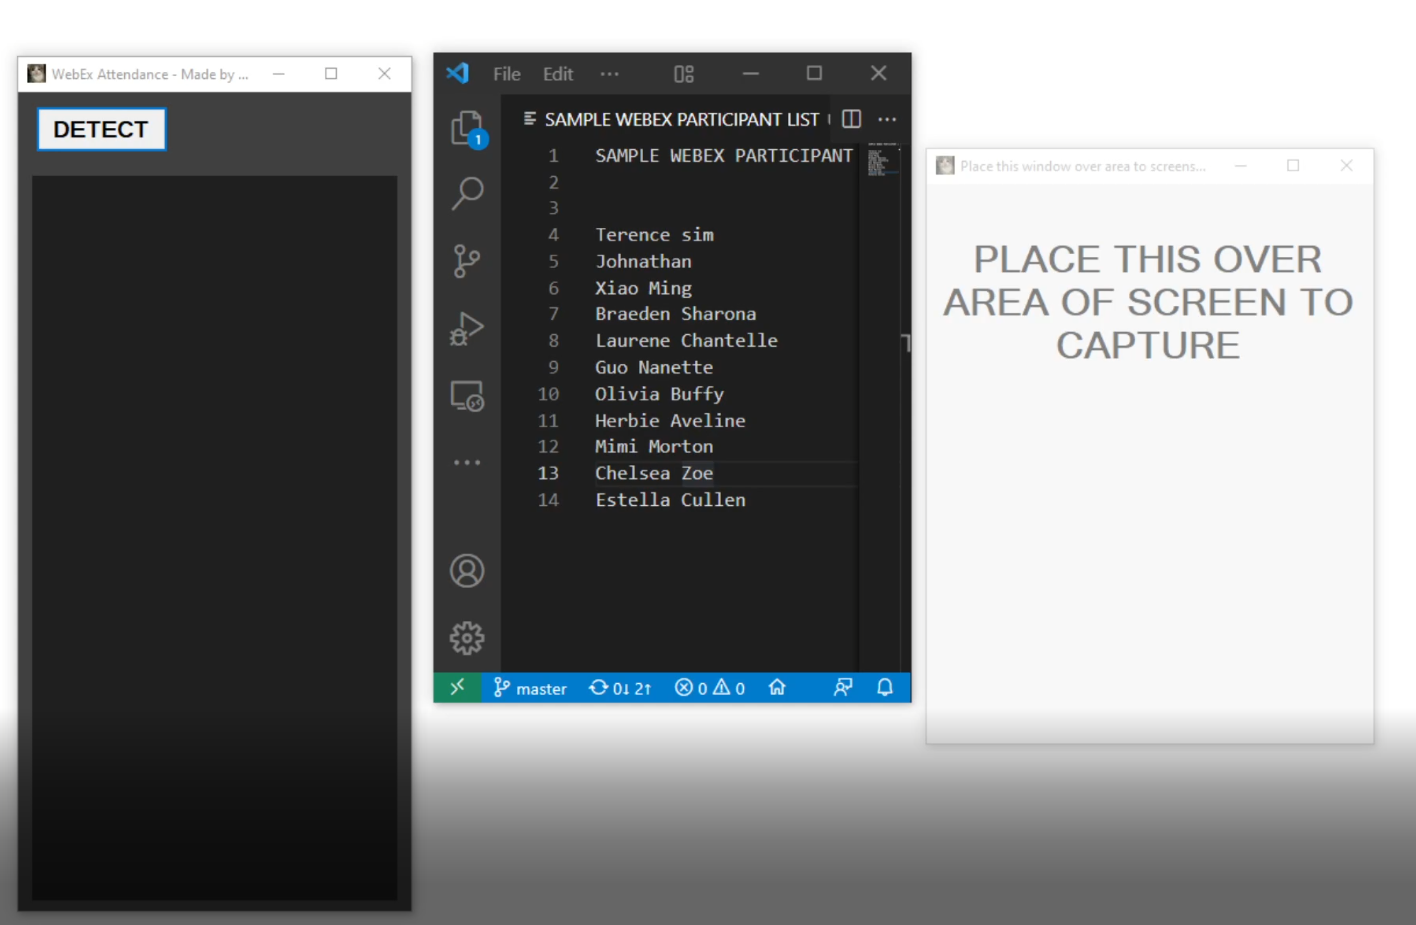 WebEx Attendance - Made by ...
DETECT
File Edit ...
1
SAMPLE WEBEX PARTICIPANT LIST
1 SAMPLE WEBEX PARTICIPANT
2
3
4 Terence sim
5 Johnathan
6 Xiao Ming
7 Braeden Sharona
8 Laurene Chantelle
9 Guo Nanette
10 Olivia Buffy
11 Herbie Aveline
12 Mimi Morton
13 Chelsea Zoe
14 Estella Cullen
master 0↓ 2↑ 0 0
Place this window over area to screens...
PLACE THIS OVER
AREA OF SCREEN TO
CAPTURE